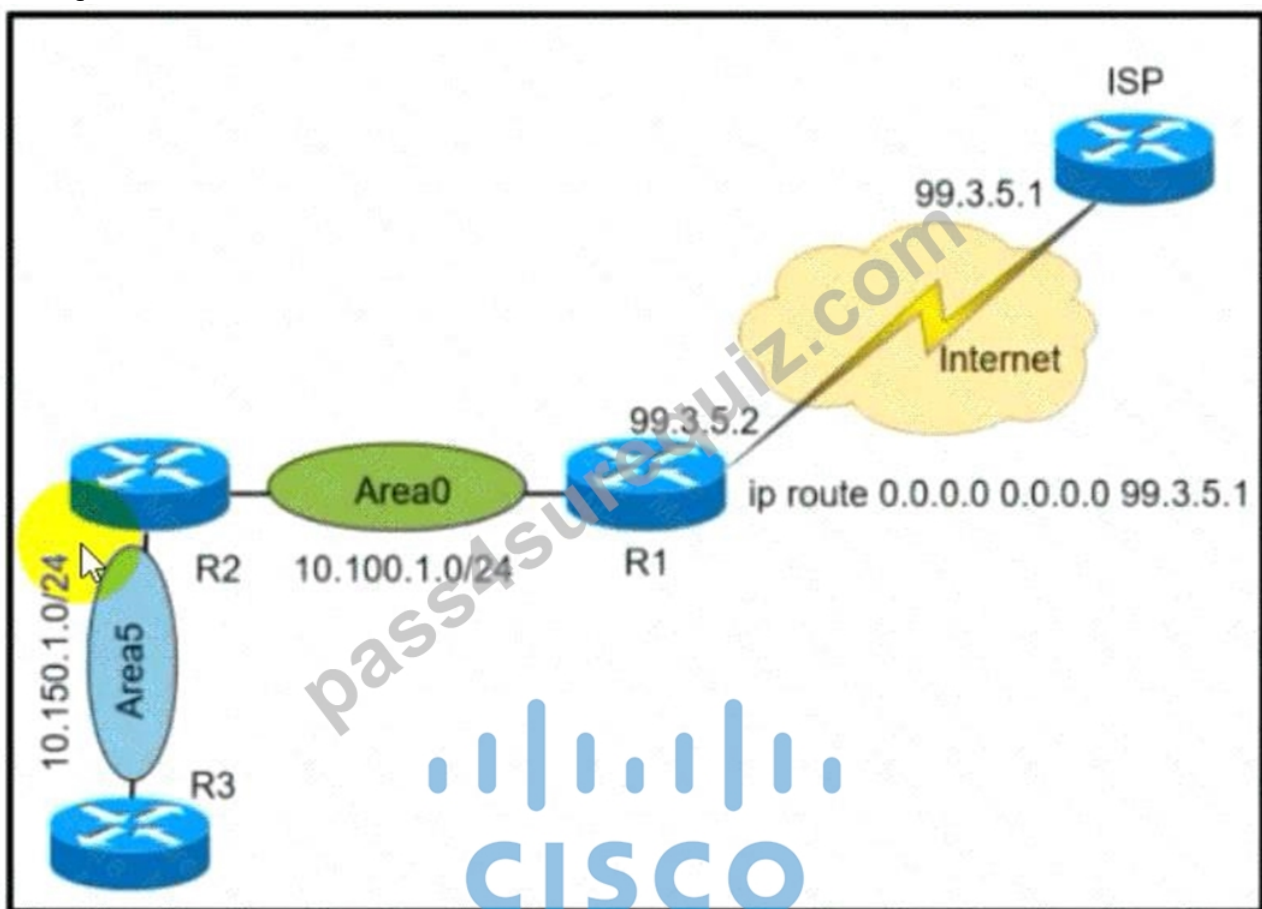 ISP
99.3.5.1
Internet
99.3.5.2
Area0
ip route 0.0.0.0 0.0.0.0 99.3.5.1
R2
10.100.1.0/24
R1
10.150.1.0/24
Area5
R3
pass4surequiz.com
CISCO